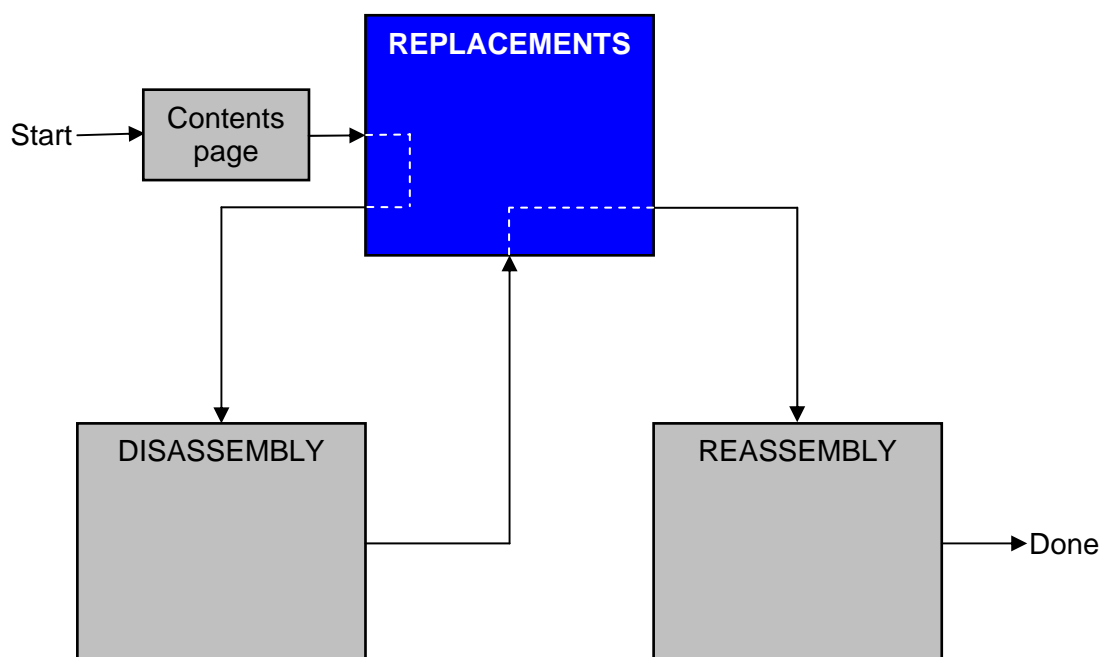 REPLACEMENTS
Start
Contents
page
DISASSEMBLY
REASSEMBLY
Done